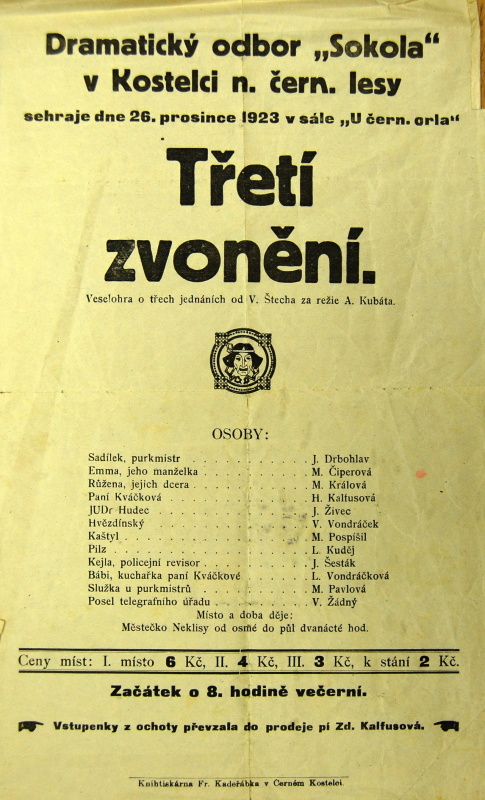 Dramatický odbor „Sokola“
v Kostelci n. čern. lesy
sehraje dne 26. prosince 1923 v sále „U čern. orla“
Třetí
zvonění.
Veselohra o třech jednáních od V. Štecha za režie A. Kubáta.
OSOBY:
Sadílek, purkmistr . . . . . . . . . . . J. Drbohlav
Emma, jeho manželka . . . . . . . . . . M. Čiperová
Růžena, jejich dcera . . . . . . . . . . . M. Králová
Paní Kváčková . . . . . . . . . . . . . H. Kalfusová
JUDr Hudec . . . . . . . . . . . . . . J. Živec
Hvězdínský . . . . . . . . . . . . . . V. Vondráček
Kaštyl . . . . . . . . . . . . . . . . M. Pospíšil
Pilz . . . . . . . . . . . . . . . . . L. Kuděj
Kejla, policejní revisor . . . . . . . . . J. Šesták
Bábi, kuchařka paní Kváčkové . . . . . . L. Vondráčková
Služka u purkmistrů . . . . . . . . . . M. Pavlová
Posel telegrafního úřadu . . . . . . . . . V. Žádný
Místo a doba děje:
Městečko Neklisy od osmé do půl dvanácté hod.
Ceny míst: I. místo 6 Kč, II. 4 Kč, III. 3 Kč, k stání 2 Kč.
Začátek o 8. hodině večerní.
Vstupenky z ochoty převzala do prodeje pí Zd. Kalfusová.
Knihtiskárna Fr. Kadeřábka v Černém Kostelci.